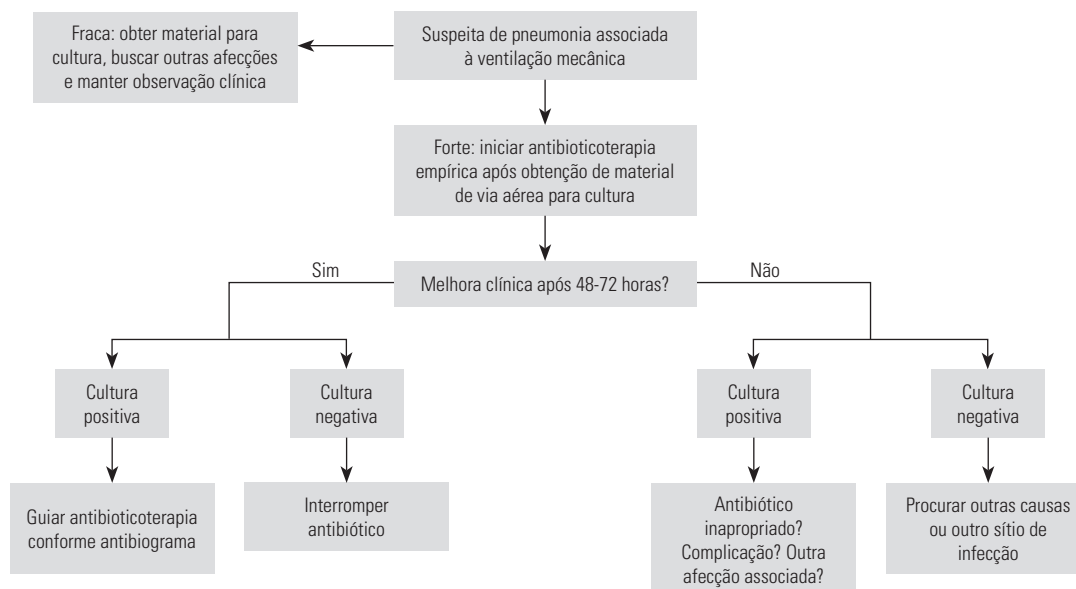 Fraca: obter material para
cultura, buscar outras afecções
e manter observação clínica
Suspeita de pneumonia associada
à ventilação mecânica
Forte: iniciar antibioticoterapia
empírica após obtenção de material
de via aérea para cultura
Sim
Melhora clínica após 48-72 horas?
Não
Cultura
positiva
Cultura
negativa
Cultura
positiva
Cultura
negativa
Guiar antibioticoterapia
conforme antibiograma
Interromper
antibiótico
Antibiótico
inapropriado?
Complicação? Outra
afecção associada?
Procurar outras causas
ou outro sítio de
infecção